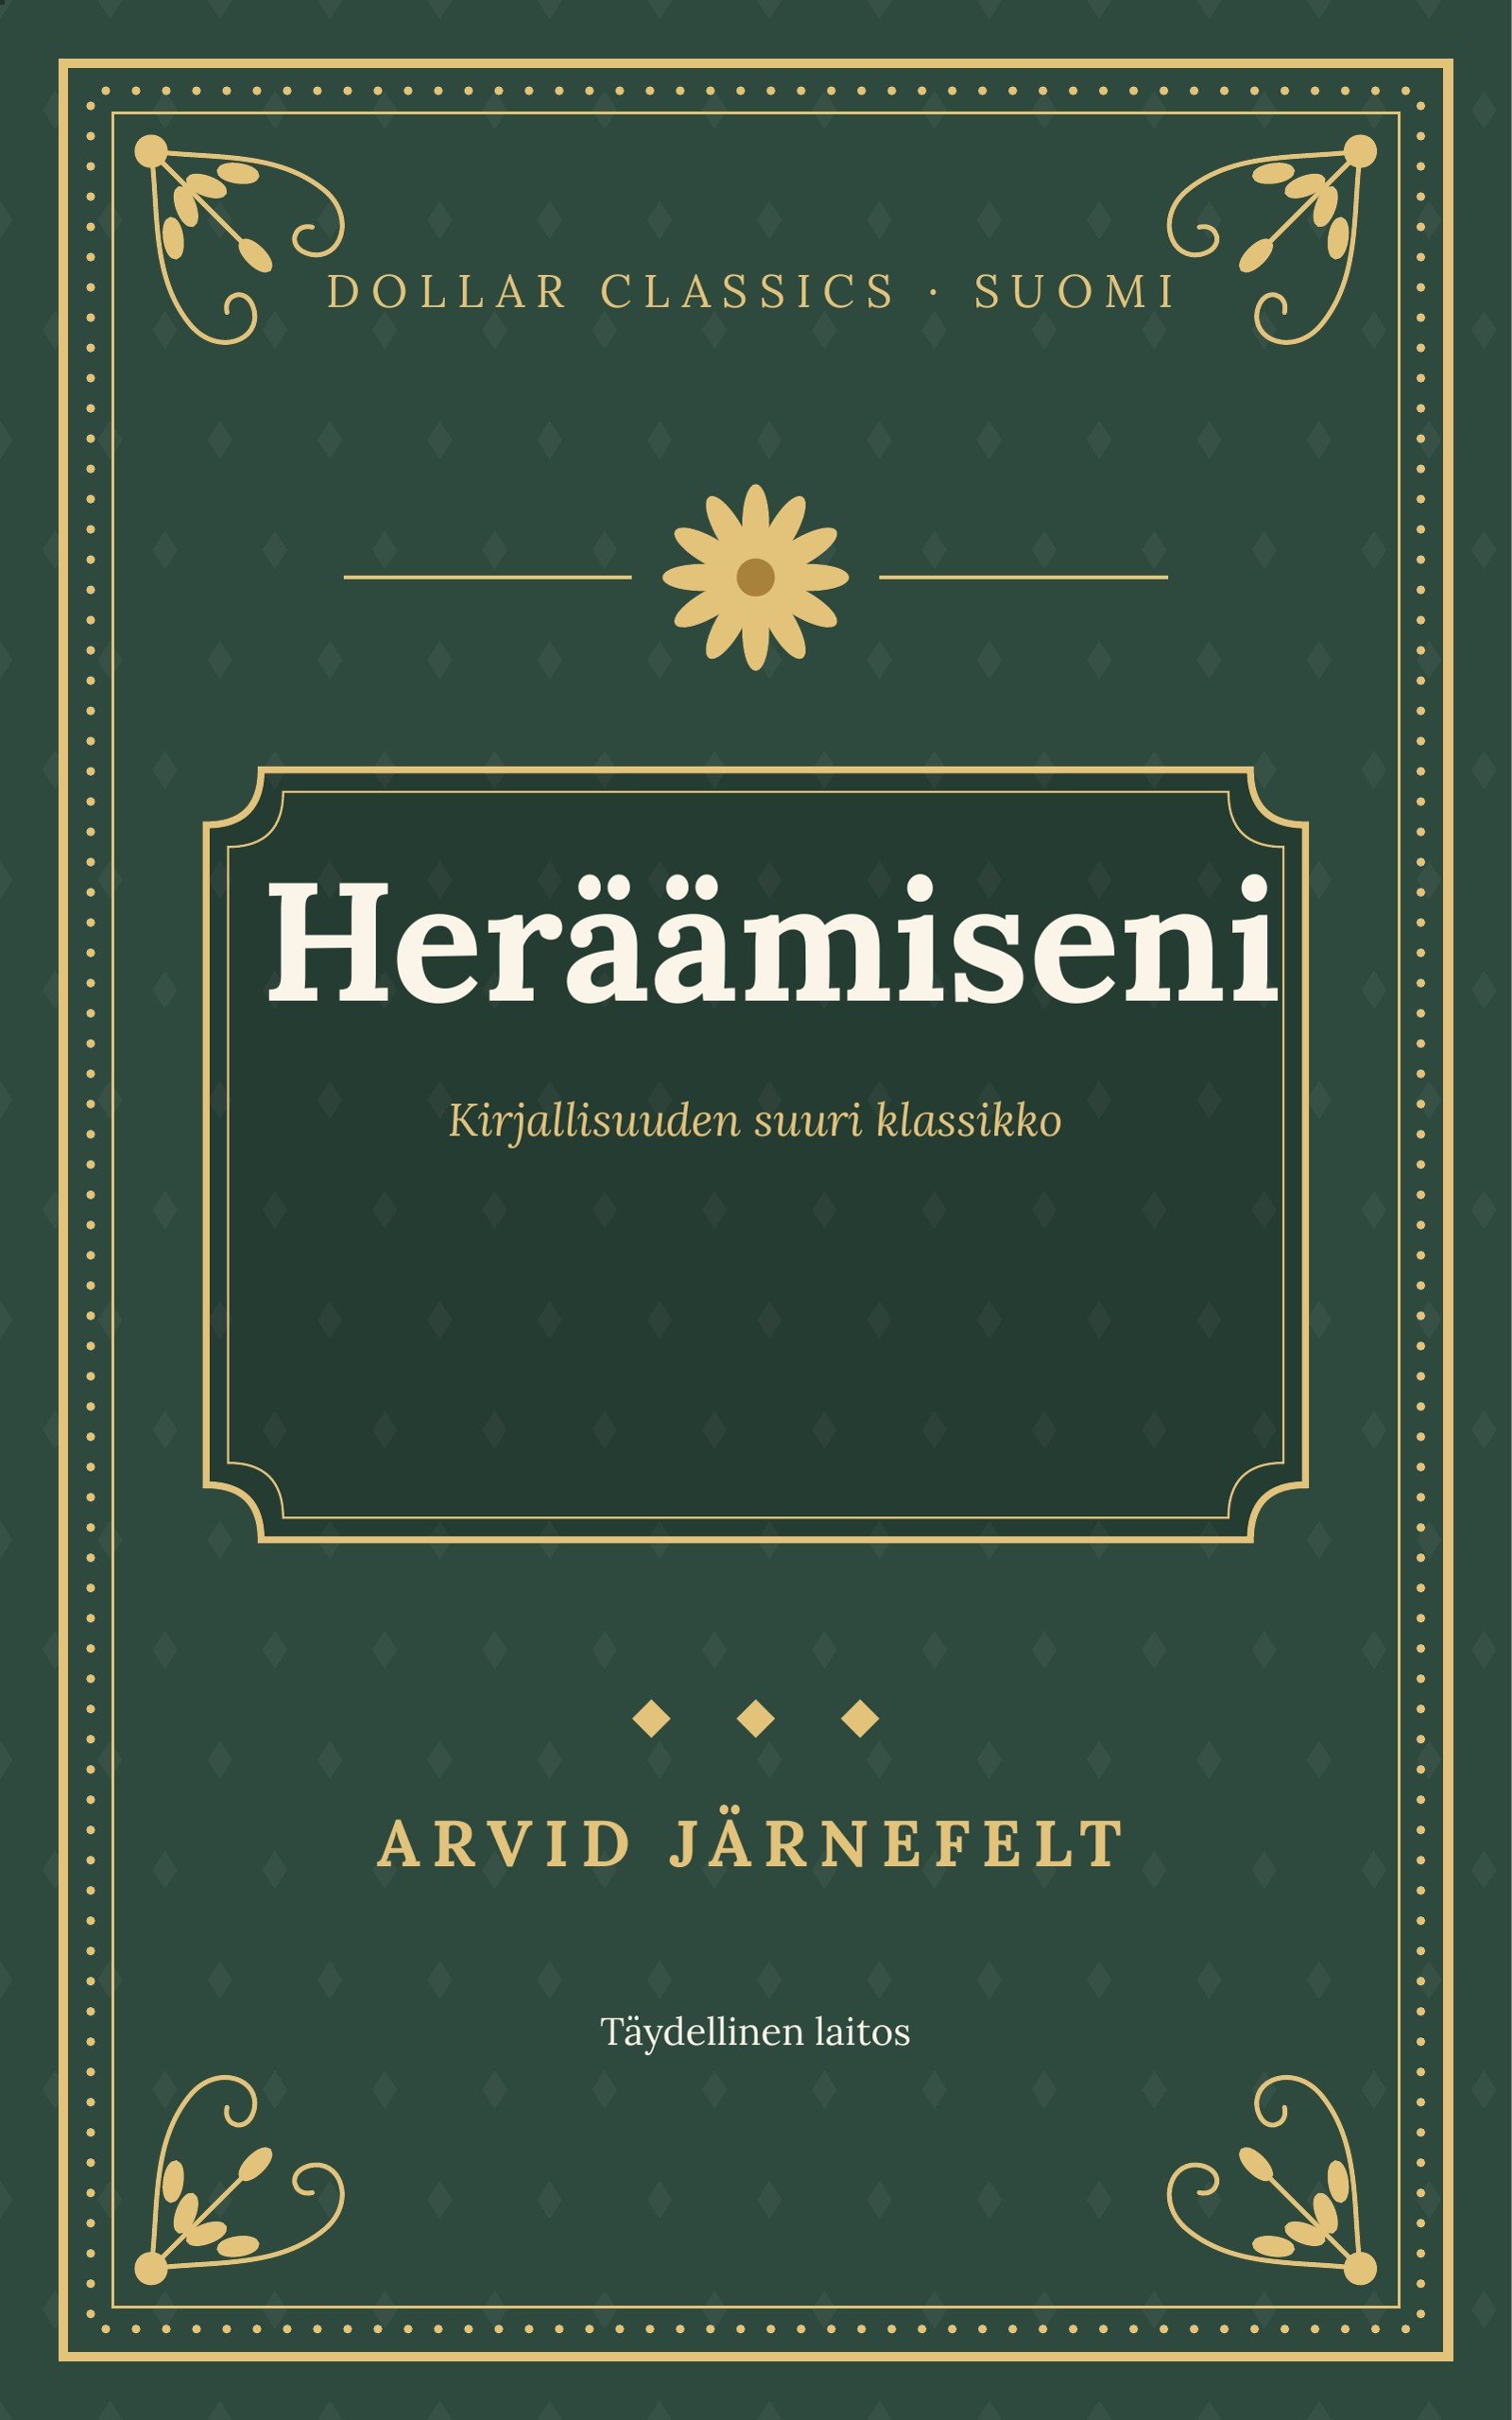 DOLLAR CLASSICS · SUOMI
Heräämiseni
Kirjallisuuden suuri klassikko
ARVID JÄRNEFELT
Täydellinen laitos